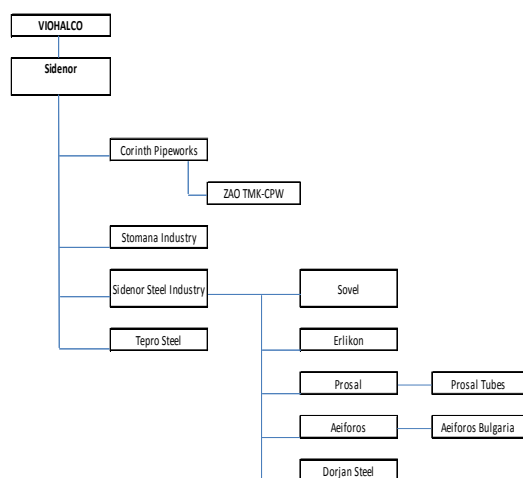 VIOHALCO
Sidenor
Corinth Pipeworks
ZAO TMK-CPW
Stomana Industry
Sidenor Steel Industry
Sovel
Tepro Steel
Erlikon
Prosal
Prosal Tubes
Aeiforos
Aeiforos Bulgaria
Dorjan Steel